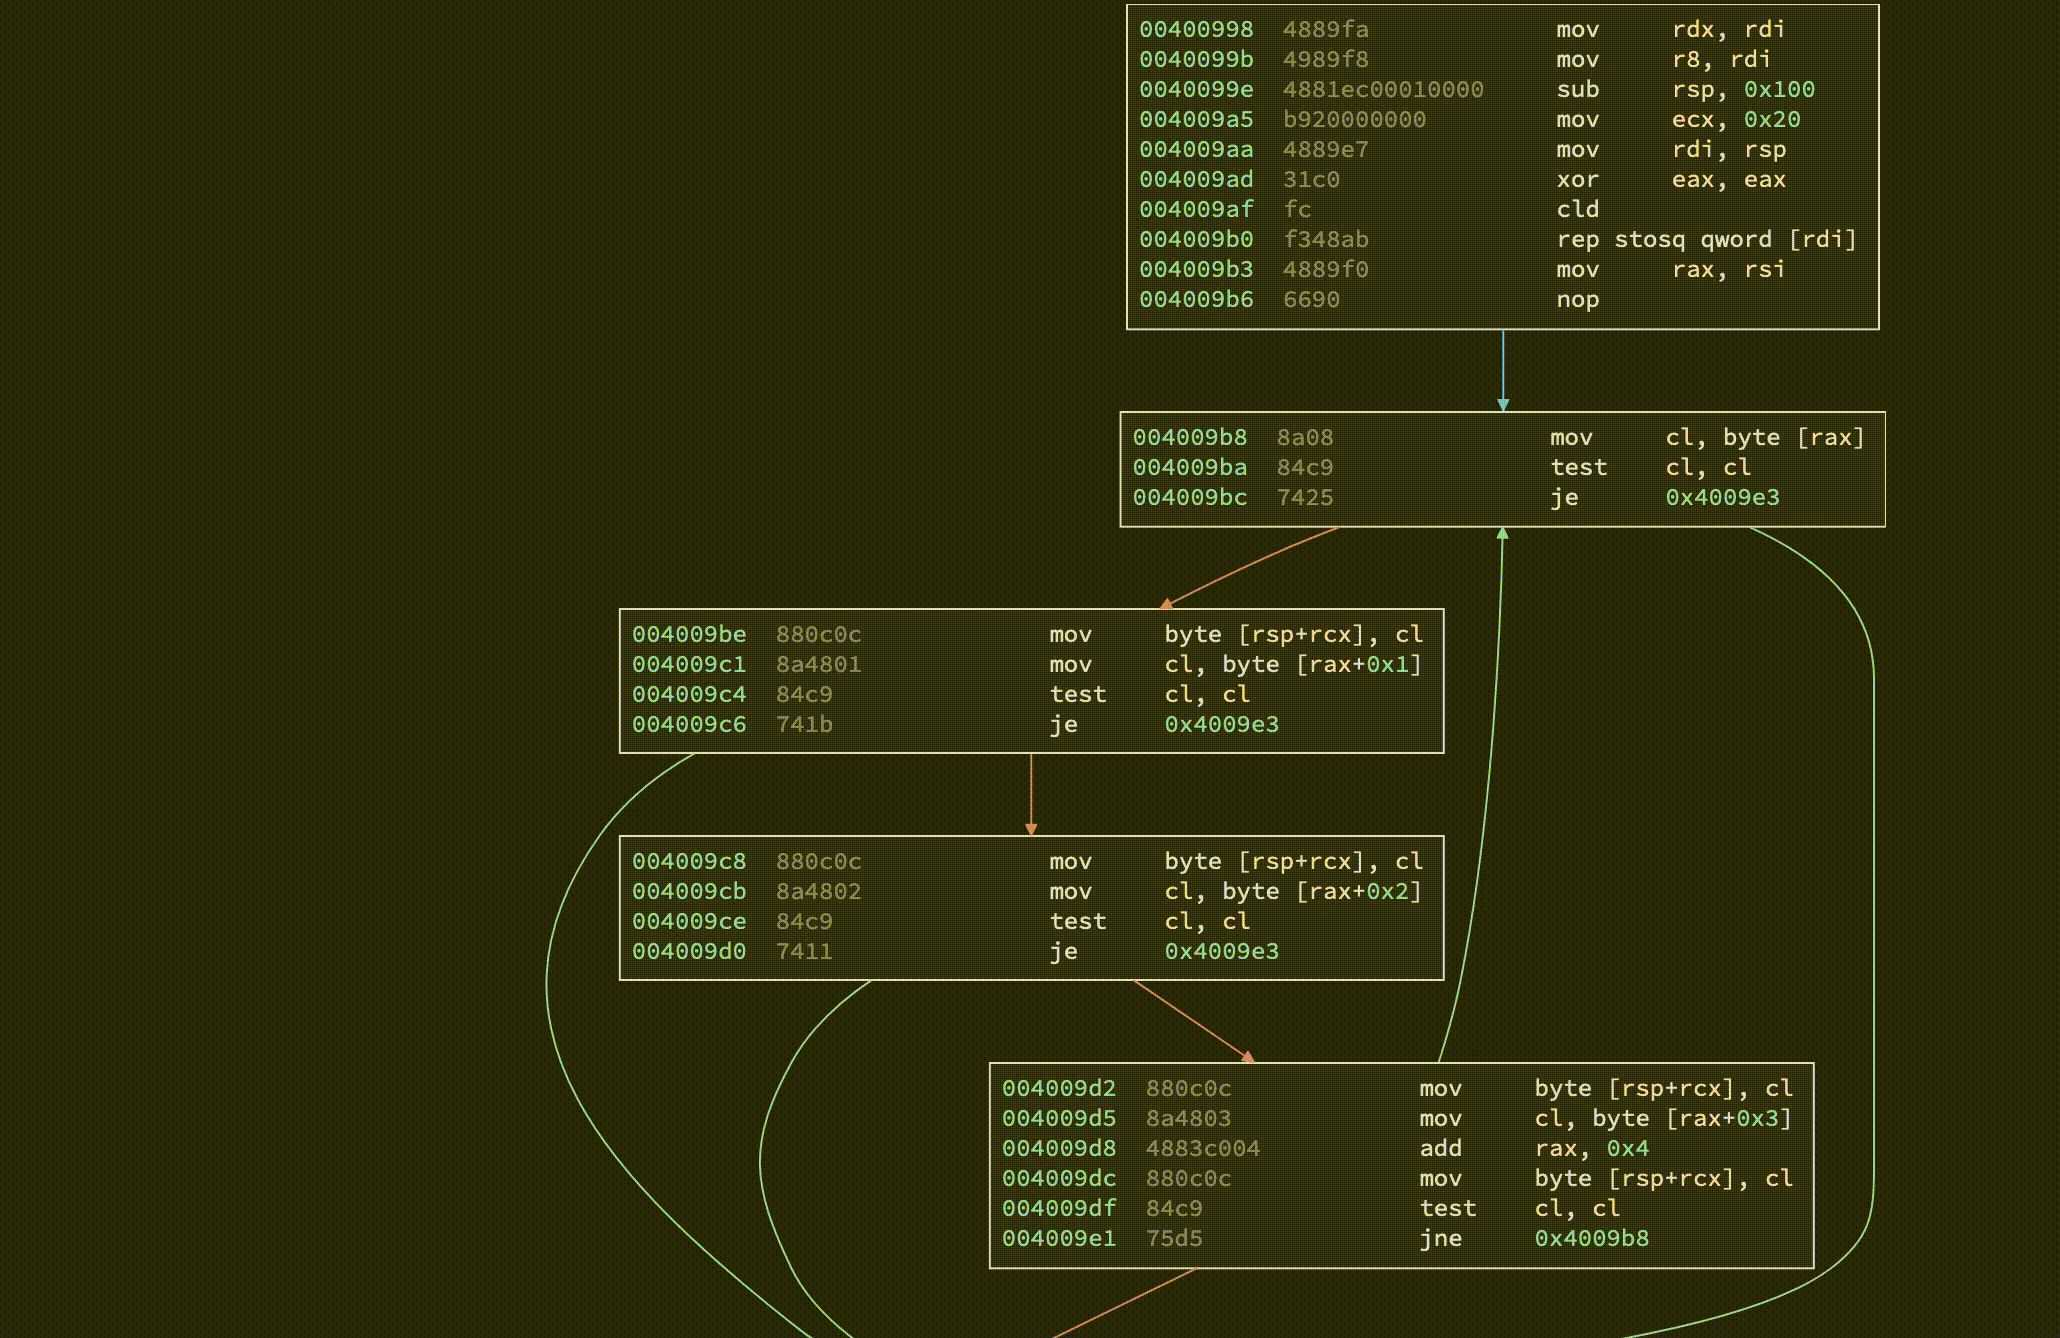 00400998 4889fa mov rdx, rdi
0040099b 4989f8 mov r8, rdi
0040099e 4881ec00010000 sub rsp, 0x100
004009a5 b920000000 mov ecx, 0x20
004009aa 4889e7 mov rdi, rsp
004009ad 31c0 xor eax, eax
004009af fc cld
004009b0 f348ab rep stosq qword [rdi]
004009b3 4889f0 mov rax, rsi
004009b6 6690 nop
004009b8 8a08 mov cl, byte [rax]
004009ba 84c9 test cl, cl
004009bc 7425 je 0x4009e3
004009be 880c0c mov byte [rsp+rcx], cl
004009c1 8a4801 mov cl, byte [rax+0x1]
004009c4 84c9 test cl, cl
004009c6 741b je 0x4009e3
004009c8 880c0c mov byte [rsp+rcx], cl
004009cb 8a4802 mov cl, byte [rax+0x2]
004009ce 84c9 test cl, cl
004009d0 7411 je 0x4009e3
004009d2 880c0c mov byte [rsp+rcx], cl
004009d5 8a4803 mov cl, byte [rax+0x3]
004009d8 4883c004 add rax, 0x4
004009dc 880c0c mov byte [rsp+rcx], cl
004009df 84c9 test cl, cl
004009e1 75d5 jne 0x4009b8